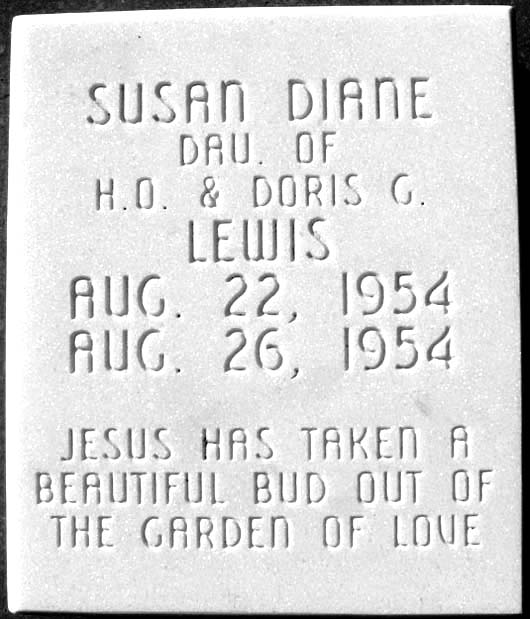 SUSAN DIANE
DAU. OF
H.O. & DORIS G.
LEWIS
AUG. 22, 1954
AUG. 26, 1954
JESUS HAS TAKEN A
BEAUTIFUL BUD OUT OF
THE GARDEN OF LOVE